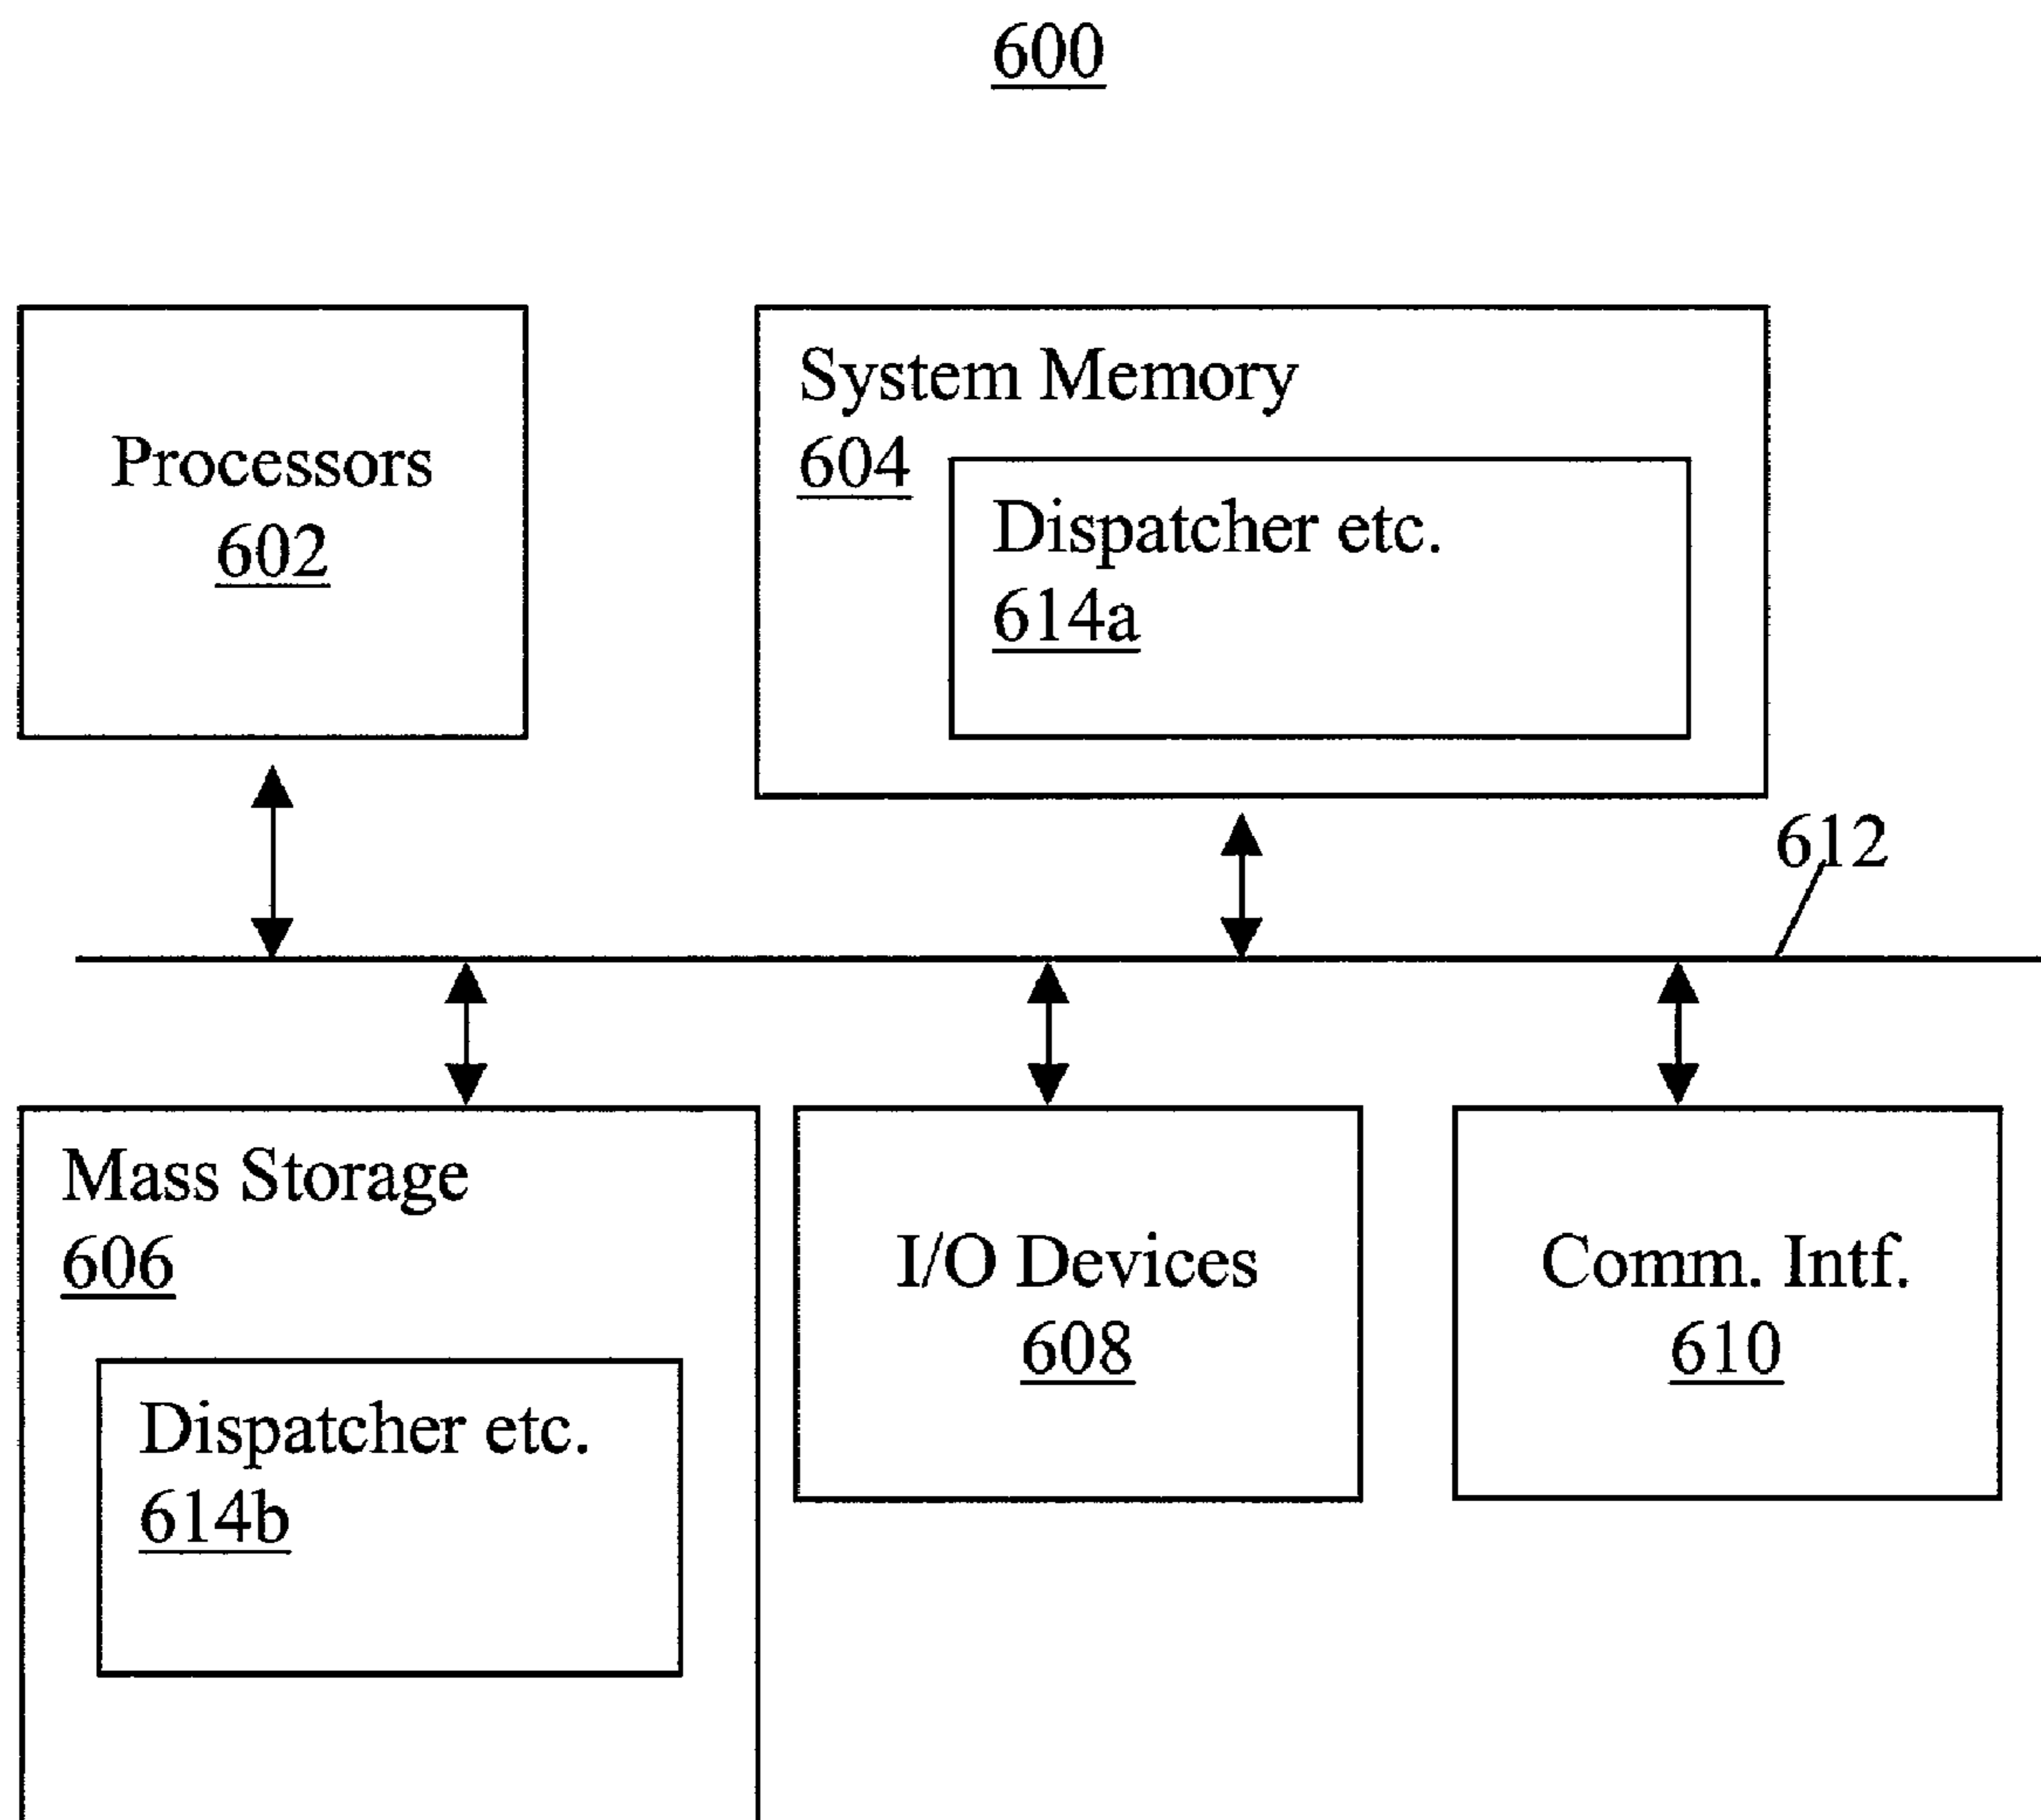 600
Processors
602
System Memory
604
Dispatcher etc.
614a
612
Mass Storage
606
Dispatcher etc.
614b
I/O Devices
608
Comm. Intf.
610